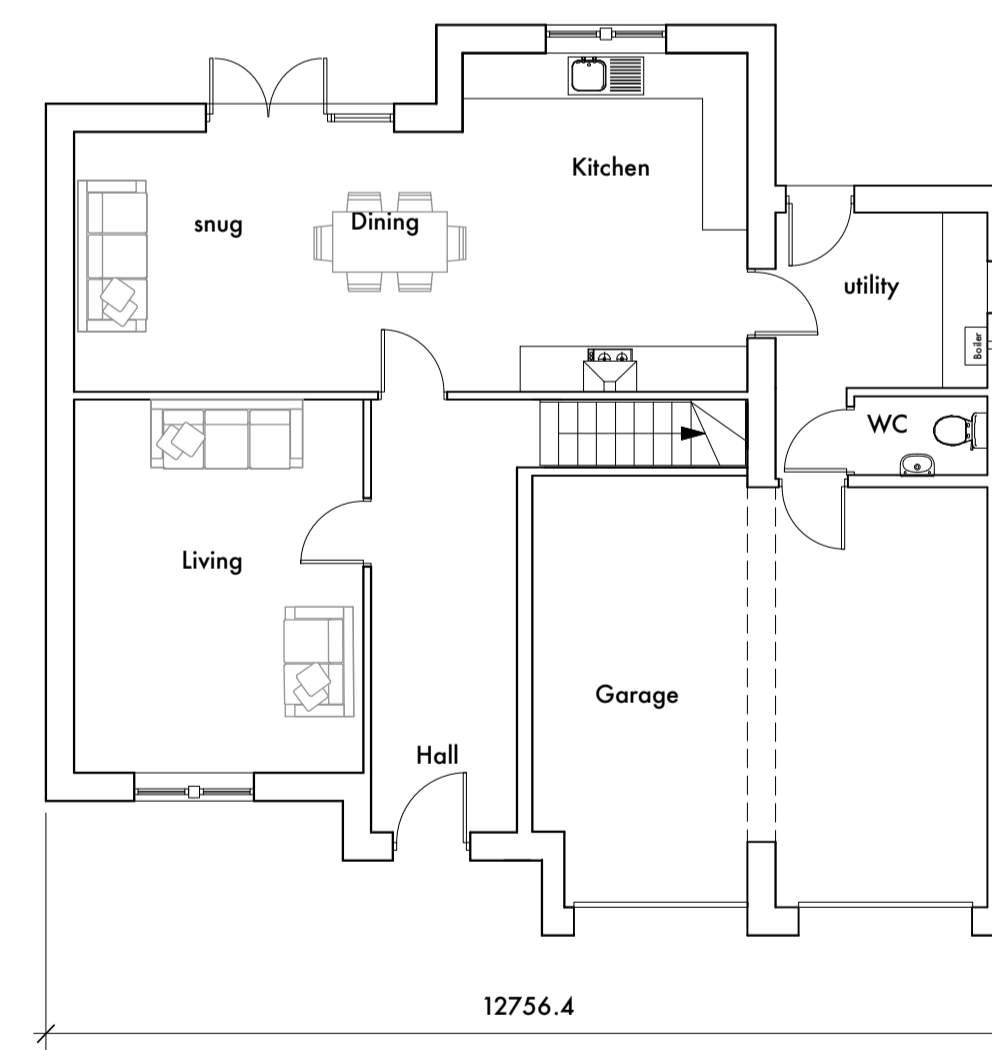 Kitchen
snug
Dining
utility
Boiler
WC
Living
Garage
Hall
12756.4